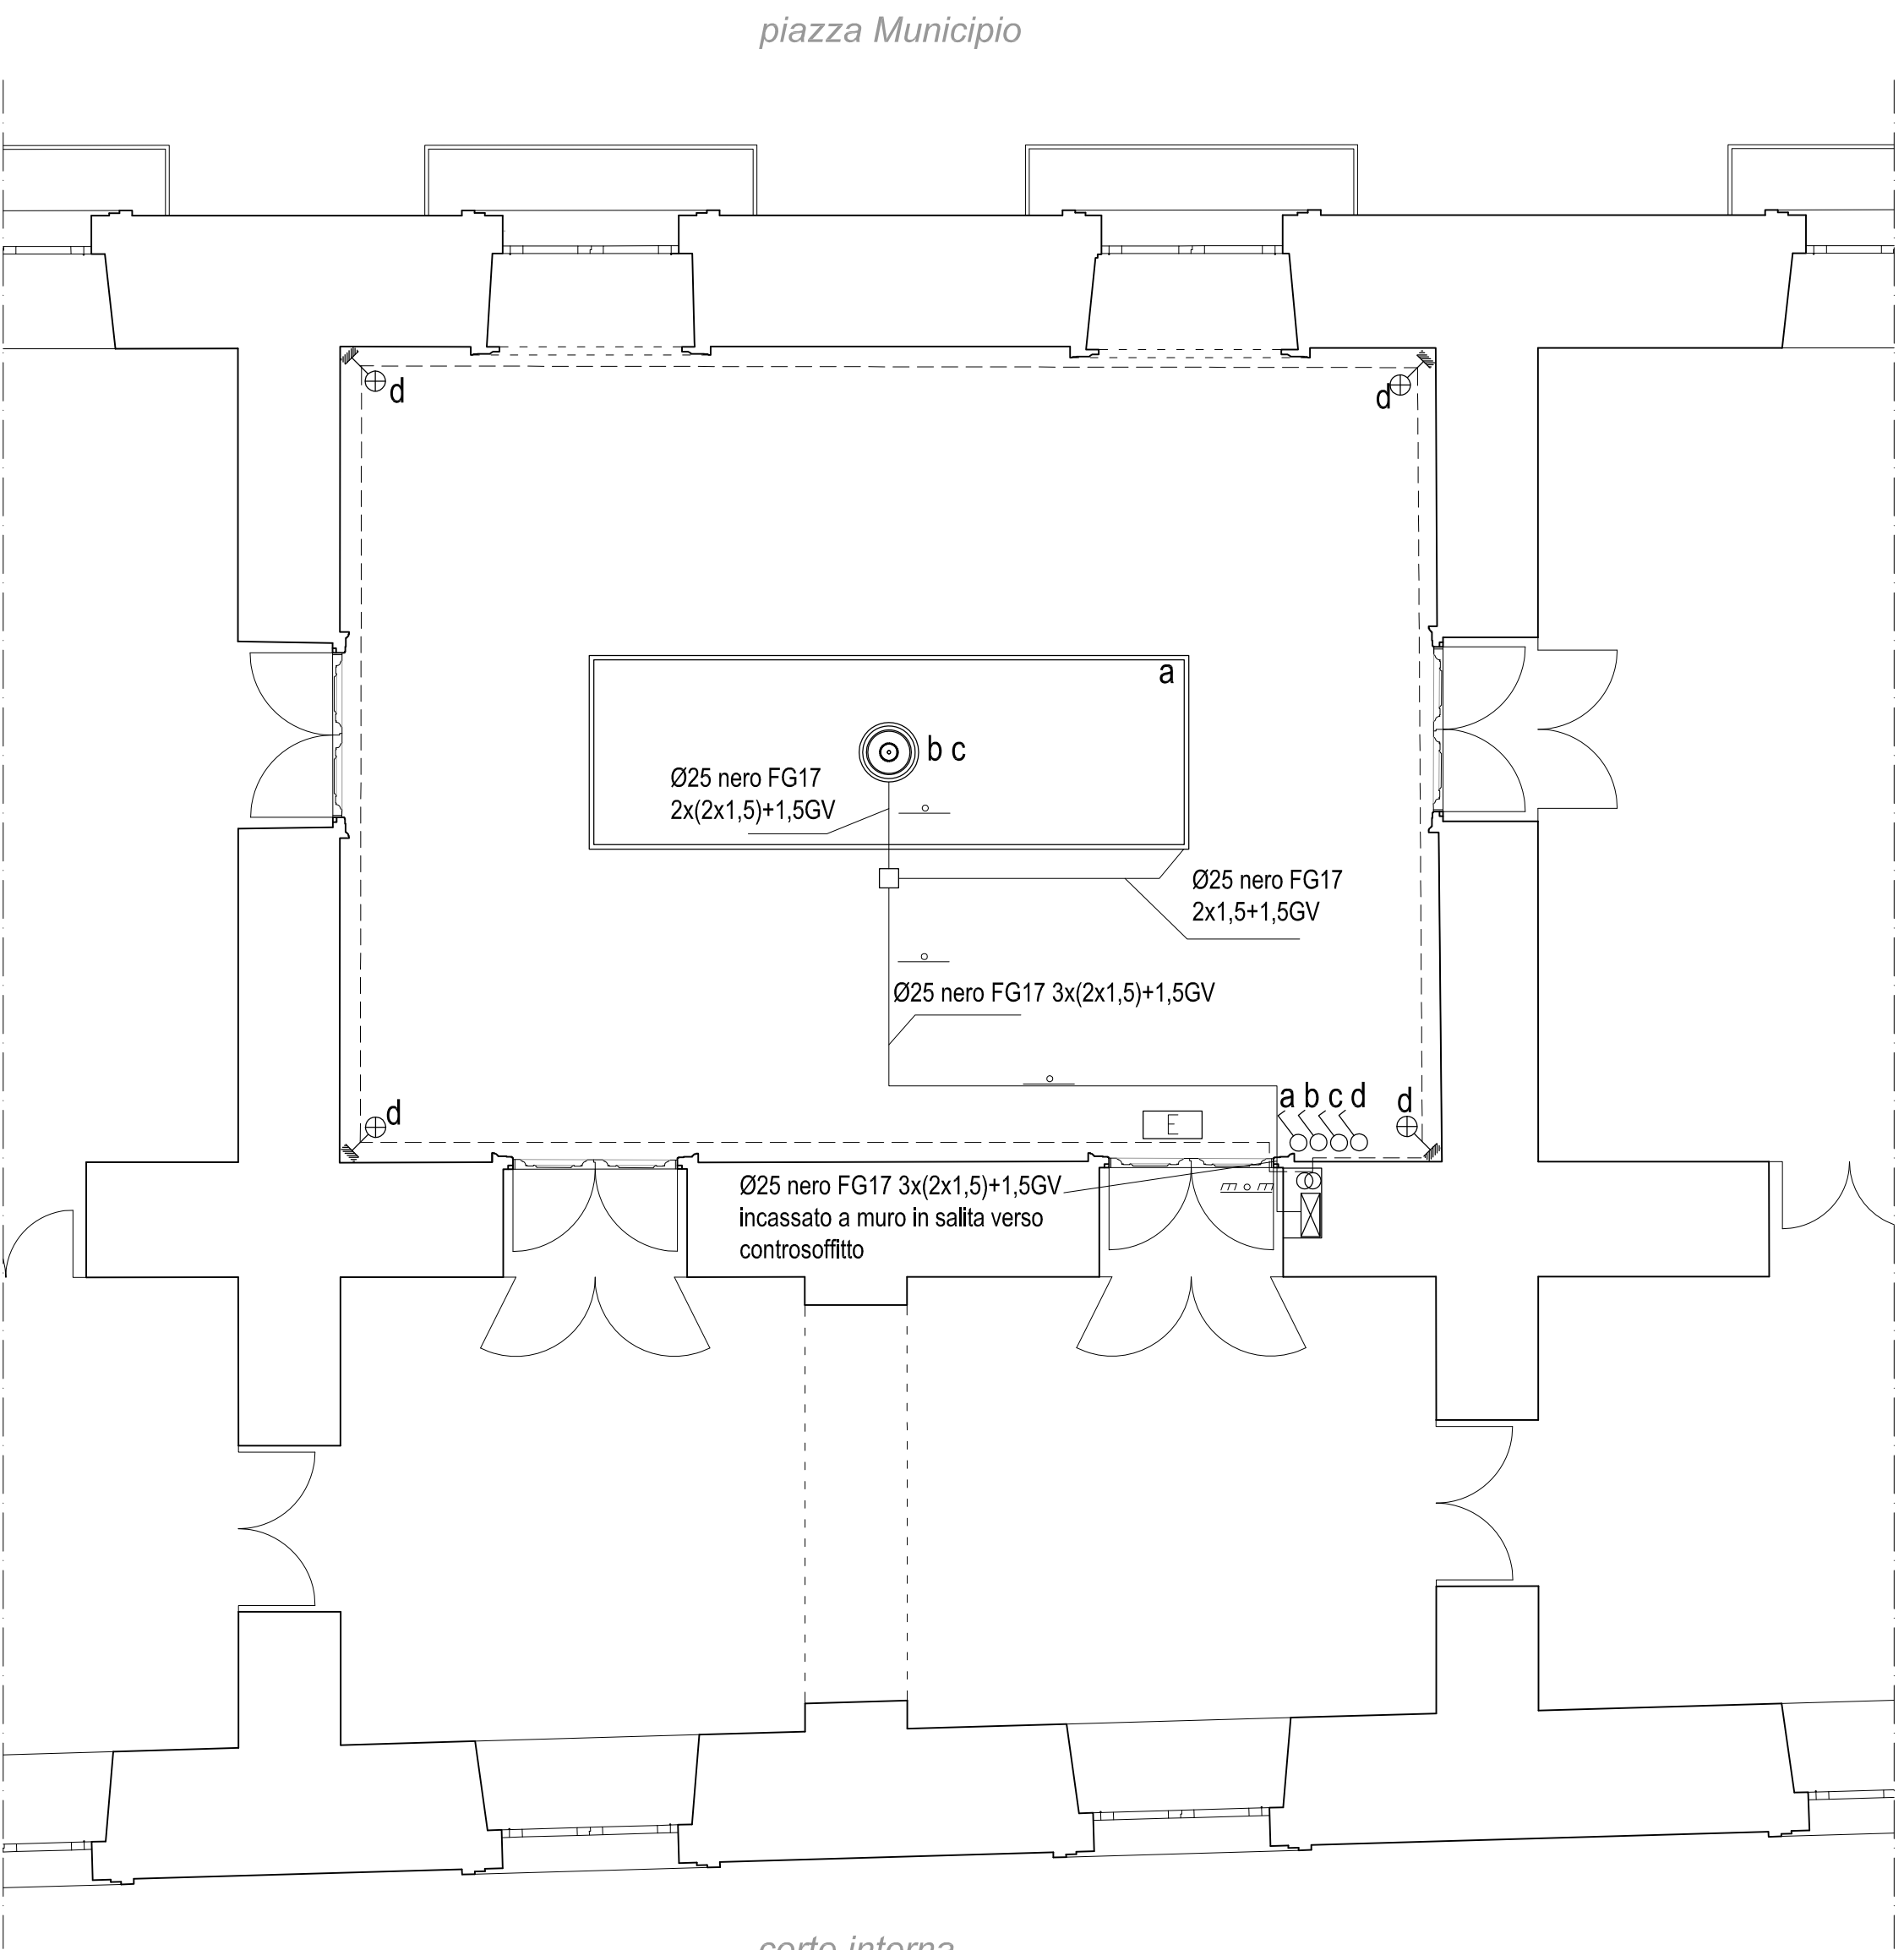 piazza Municipio
d
d
a
b c
Ø25 nero FG17
2x(2x1,5)+1,5GV
Ø25 nero FG17
2x1,5+1,5GV
Ø25 nero FG17 3x(2x1,5)+1,5GV
a b c d
d
d
E
Ø25 nero FG17 3x(2x1,5)+1,5GV
incassato a muro in salita verso
controsoffitto
corte interna